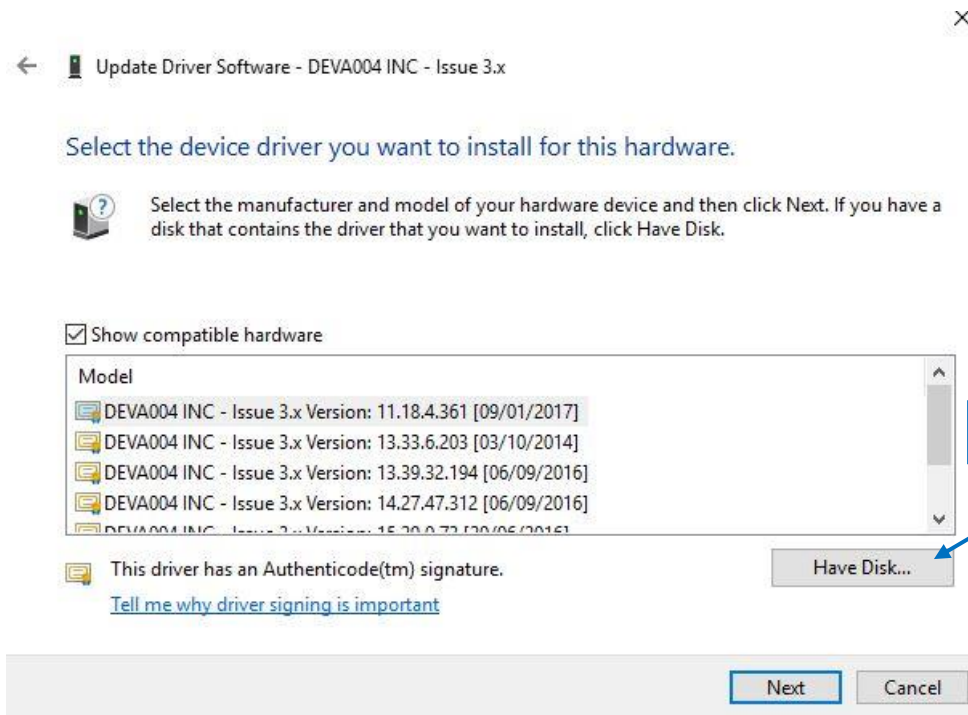 Update Driver Software - DEVA004 INC - Issue 3.x
Select the device driver you want to install for this hardware.
Select the manufacturer and model of your hardware device and then click Next. If you have a
disk that contains the driver that you want to install, click Have Disk.
Show compatible hardware
Model
DEVA004 INC - Issue 3.x Version: 11.18.4.361 [09/01/2017]
DEVA004 INC - Issue 3.x Version: 13.33.6.203 [03/10/2014]
DEVA004 INC - Issue 3.x Version: 13.39.32.194 [06/09/2016]
DEVA004 INC - Issue 3.x Version: 14.27.47.312 [06/09/2016]
DEVA004 INC - Issue 3.x Version:
This driver has an Authenticode(tm) signature.
Have Disk...
Tell me why driver signing is important
Next
Cancel